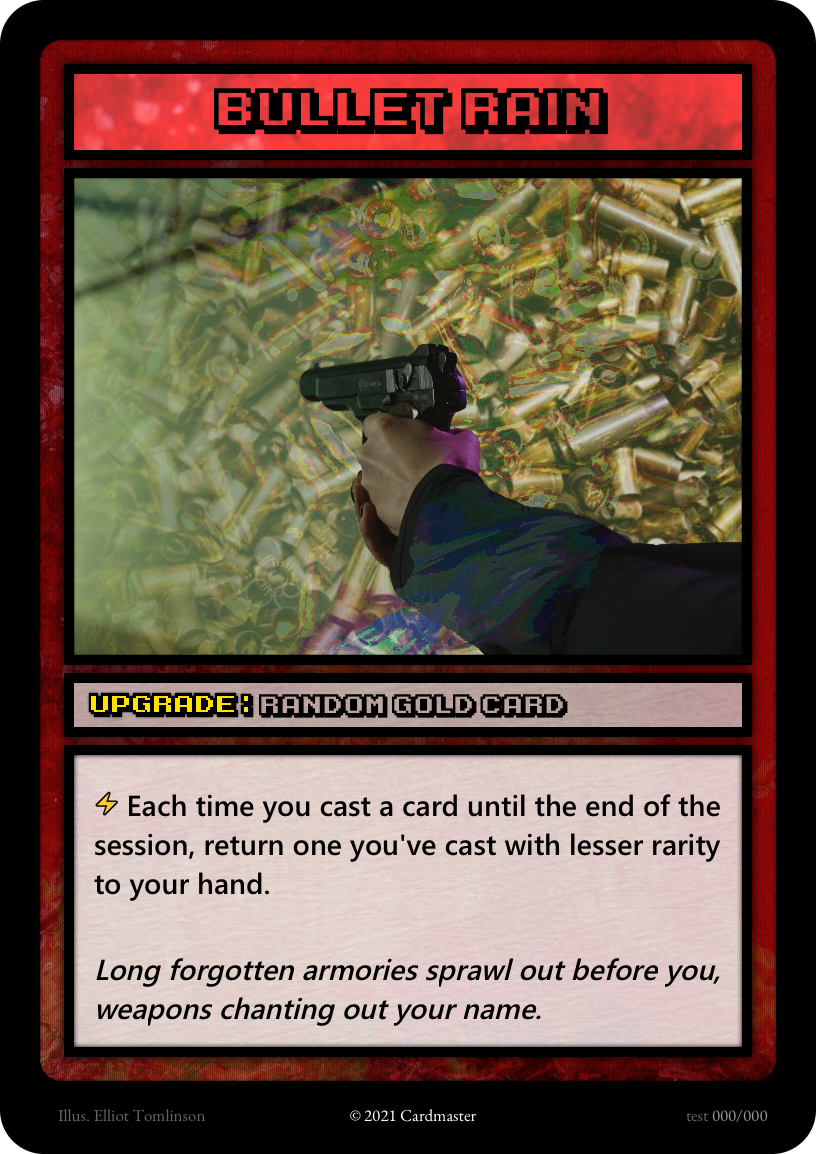 BULLET RAIN
UPGRADE: RANDOM GOLD CARD
⚡ Each time you cast a card until the end of the
session, return one you've cast with lesser rarity
to your hand.
Long forgotten armories sprawl out before you,
weapons chanting out your name.
Illus. Elliot Tomlinson © 2021 Cardmaster test 000/000